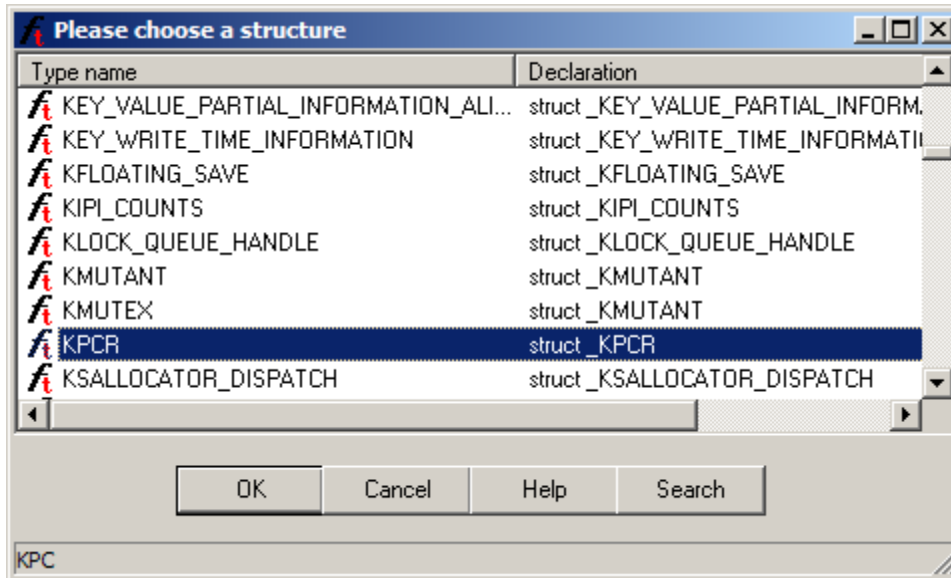 Please choose a structure
Type name Declaration
KEY_VALUE_PARTIAL_INFORMATION_ALI... struct _KEY_VALUE_PARTIAL_INFORM
KEY_WRITE_TIME_INFORMATION struct _KEY_WRITE_TIME_INFORMATI
KFLOATING_SAVE struct _KFLOATING_SAVE
KIPI_COUNTS struct _KIPI_COUNTS
KLOCK_QUEUE_HANDLE struct _KLOCK_QUEUE_HANDLE
KMUTANT struct _KMUTANT
KMUTEX struct _KMUTANT
KPCR struct _KPCR
KSALLOCATOR_DISPATCH struct _KSALLOCATOR_DISPATCH
OK Cancel Help Search
KPC